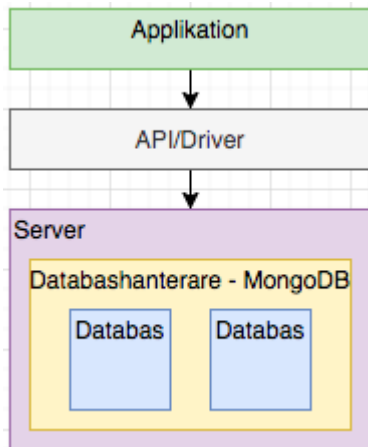 Applikation
API/Driver
Server
Databashanterare - MongoDB
Databas
Databas